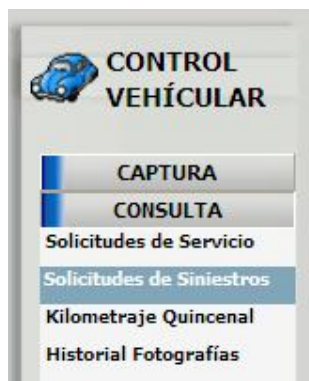 CONTROL
VEHÍCULAR
CAPTURA
CONSULTA
Solicitudes de Servicio
Solicitudes de Siniestros
Kilometraje Quincenal
Historial Fotografías